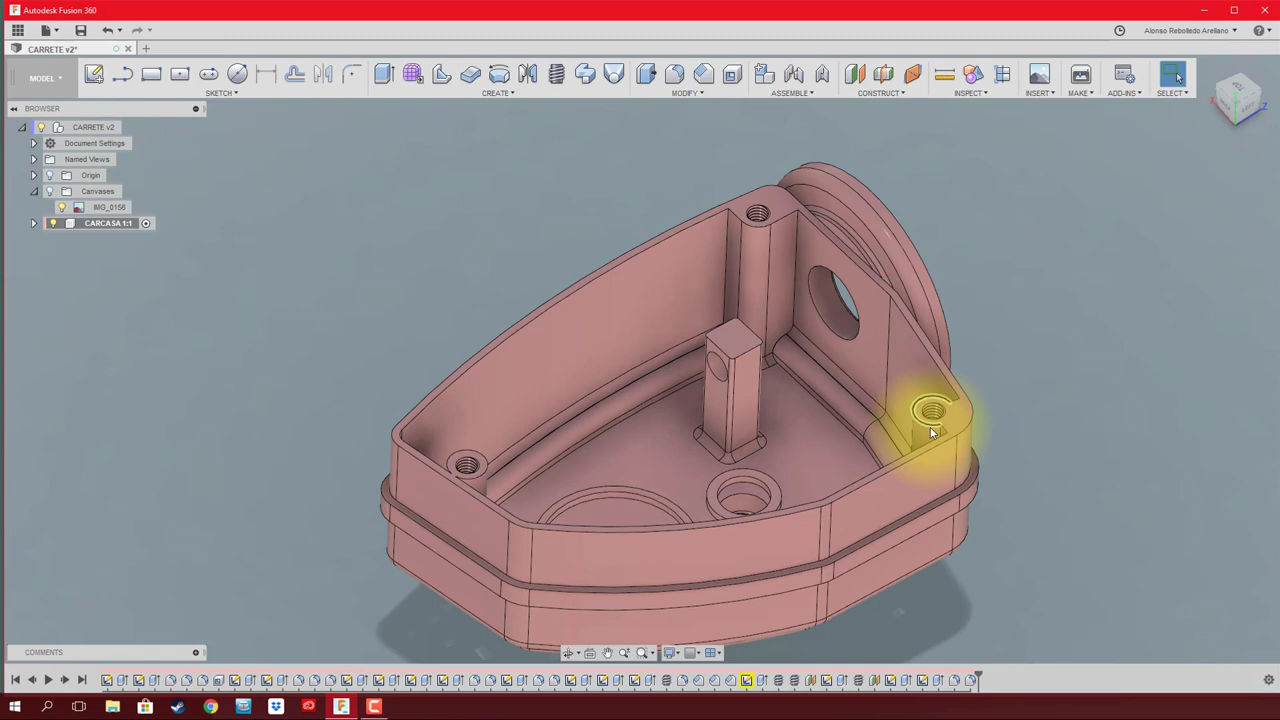 Autodesk Fusion 360
Alonso Rebolledo Arellano
CARRETE v2*
MODEL
SKETCH
CREATE
MODIFY
ASSEMBLE
CONSTRUCT
INSPECT
INSERT
MAKE
ADD-INS
SELECT
BROWSER
CARRETE v2
Document Settings
Named Views
Origin
Canvases
IMG_0156
CARCASA 1:1
COMMENTS